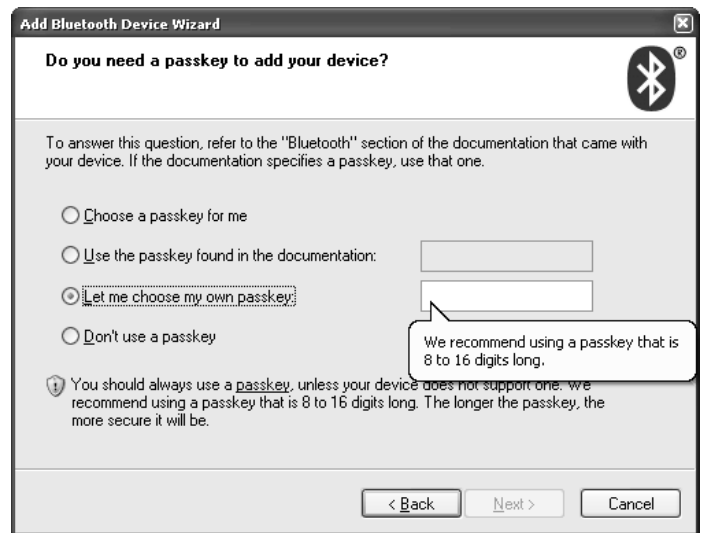 Add Bluetooth Device Wizard
Do you need a passkey to add your device?
®
To answer this question, refer to the "Bluetooth" section of the documentation that came with
your device. If the documentation specifies a passkey, use that one.
Choose a passkey for me
Use the passkey found in the documentation:
Let me choose my own passkey:
Don't use a passkey
We recommend using a passkey that is
8 to 16 digits long.
You should always use a passkey, unless your device does not support one. We
recommend using a passkey that is 8 to 16 digits long. The longer the passkey, the
more secure it will be.
< Back
Next >
Cancel